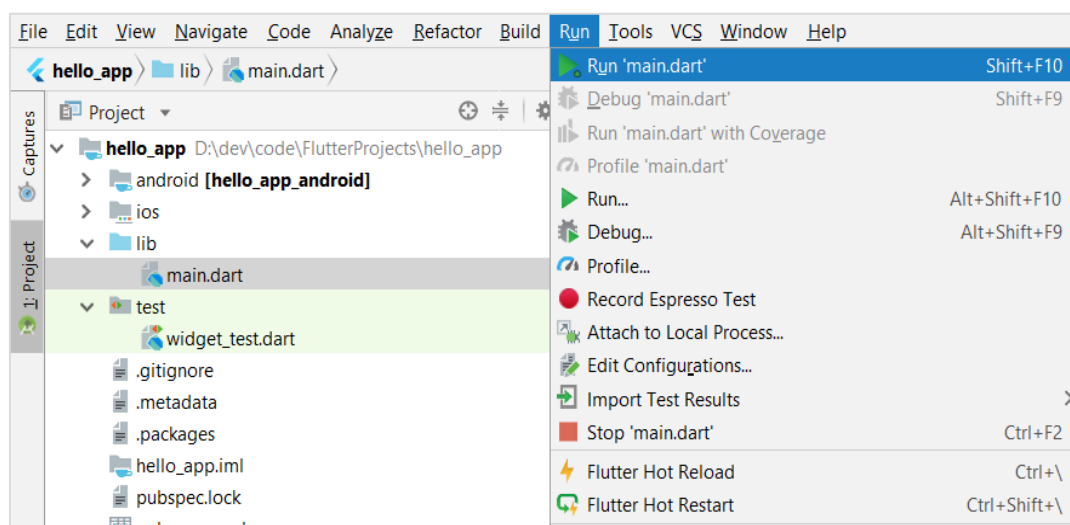 File Edit View Navigate Code Analyze Refactor Build Run Tools VCS Window Help
hello_app lib main.dart
Project
Captures
1: Project
hello_app D:\dev\code\FlutterProjects\hello_app
android [hello_app_android]
ios
lib
main.dart
test
widget_test.dart
.gitignore
.metadata
.packages
hello_app.iml
pubspec.lock
Run 'main.dart' Shift+F10
Debug 'main.dart' Shift+F9
Run 'main.dart' with Coverage
Profile 'main.dart'
Run... Alt+Shift+F10
Debug... Alt+Shift+F9
Profile...
Record Espresso Test
Attach to Local Process...
Edit Configurations...
Import Test Results
Stop 'main.dart' Ctrl+F2
Flutter Hot Reload Ctrl+\
Flutter Hot Restart Ctrl+Shift+\